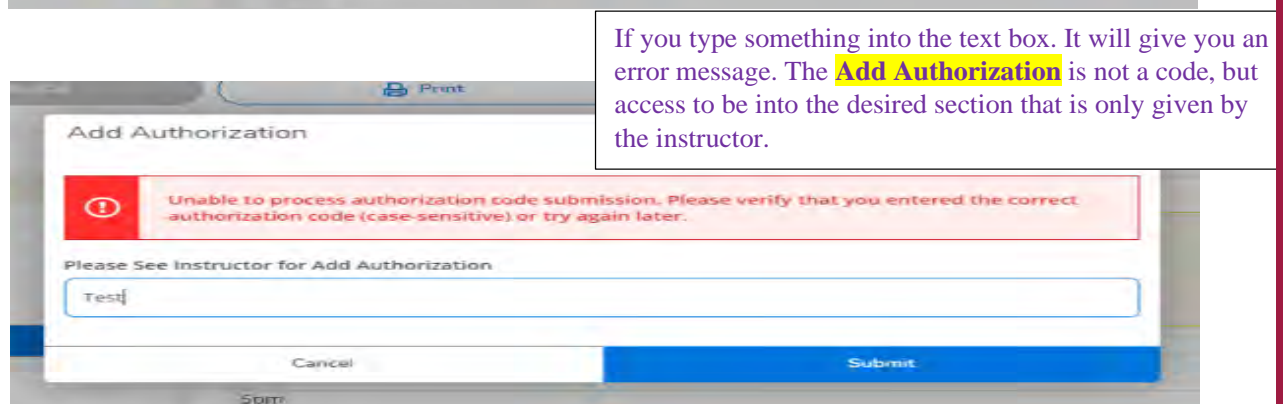 If you type something into the text box. It will give you an
error message. The Add Authorization is not a code, but
access to be into the desired section that is only given by
the instructor.
Print
Add Authorization
Unable to process authorization code submission. Please verify that you entered the correct
authorization code (case-sensitive) or try again later.
Please See Instructor for Add Authorization
Test
Cancel
Submit
5pm